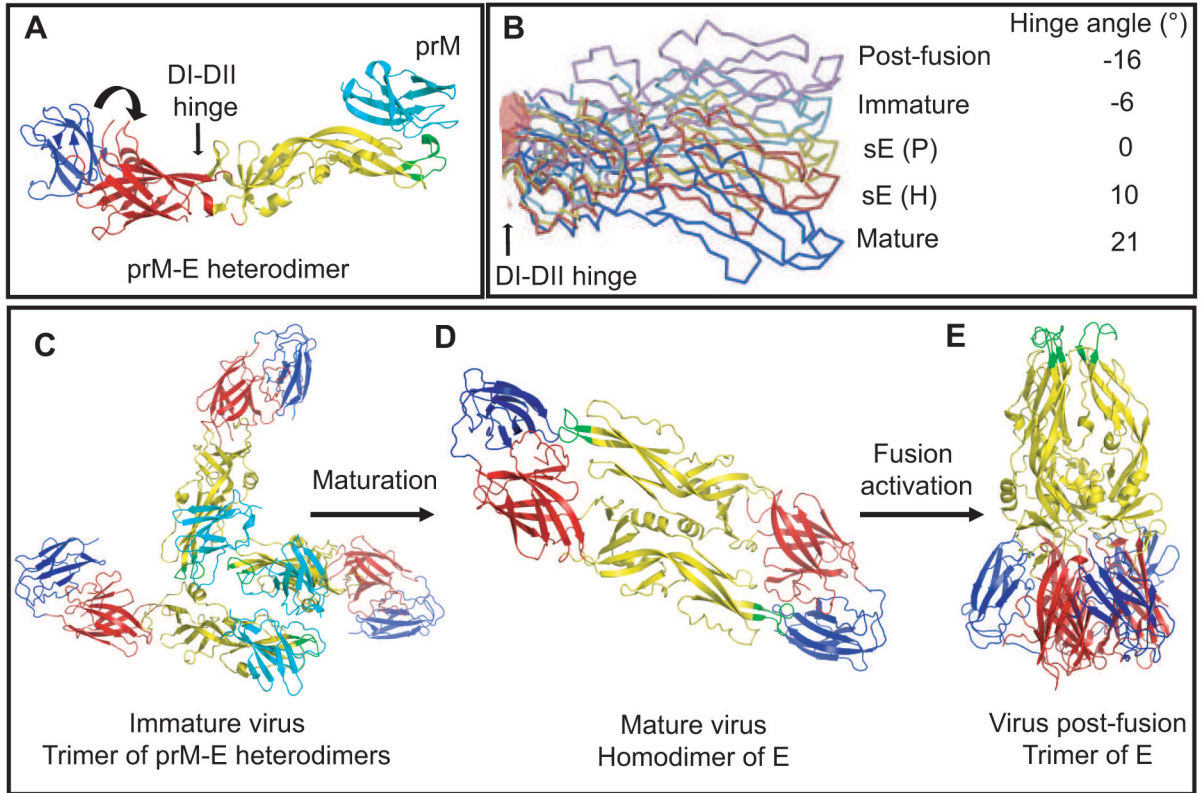 A
prM
DI-DII
hinge
prM-E heterodimer
B
Hinge angle (°)
Post-fusion -16
Immature -6
sE (P) 0
sE (H) 10
Mature 21
DI-DII hinge
C
Maturation
Immature virus
Trimer of prM-E heterodimers
D
Fusion
activation
Mature virus
Homodimer of E
E
Virus post-fusion
Trimer of E